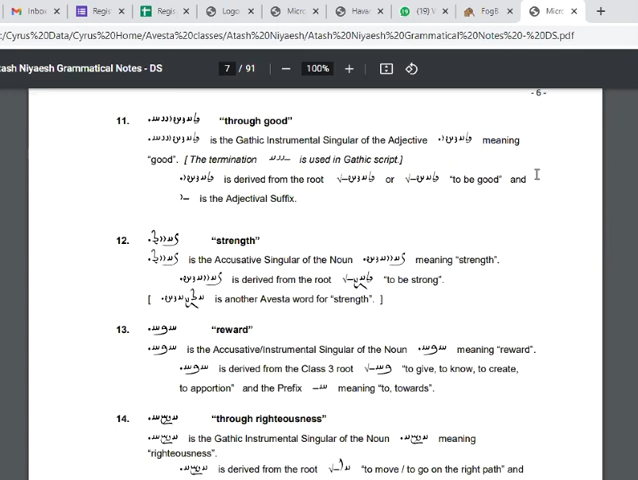 Inbox
Regis
Regis
Logo
Micro
Havar
(19) V
FogB
Micro
:/Cyrus%20Data/Cyrus%20Home/Avesta%20classes/Atash%20Niyaesh/Atash%20Niyaesh%20Grammatical%20Notes%20-%20DS.pdf
tash Niyaesh Grammatical Notes - DS
7 / 91
100%
- 6 -
11. "through good"
is the Gathic Instrumental Singular of the Adjective meaning
"good". [ The termination is used in Gathic script.]
is derived from the root or "to be good" and
is the Adjectival Suffix.
12. "strength"
is the Accusative Singular of the Noun meaning "strength".
is derived from the root "to be strong".
[ is another Avesta word for "strength". ]
13. "reward"
is the Accusative/Instrumental Singular of the Noun meaning "reward".
is derived from the Class 3 root "to give, to know, to create,
to apportion" and the Prefix meaning "to, towards".
14. "through righteousness"
is the Gathic Instrumental Singular of the Noun meaning
"righteousness".
is derived from the root "to move / to go on the right path" and